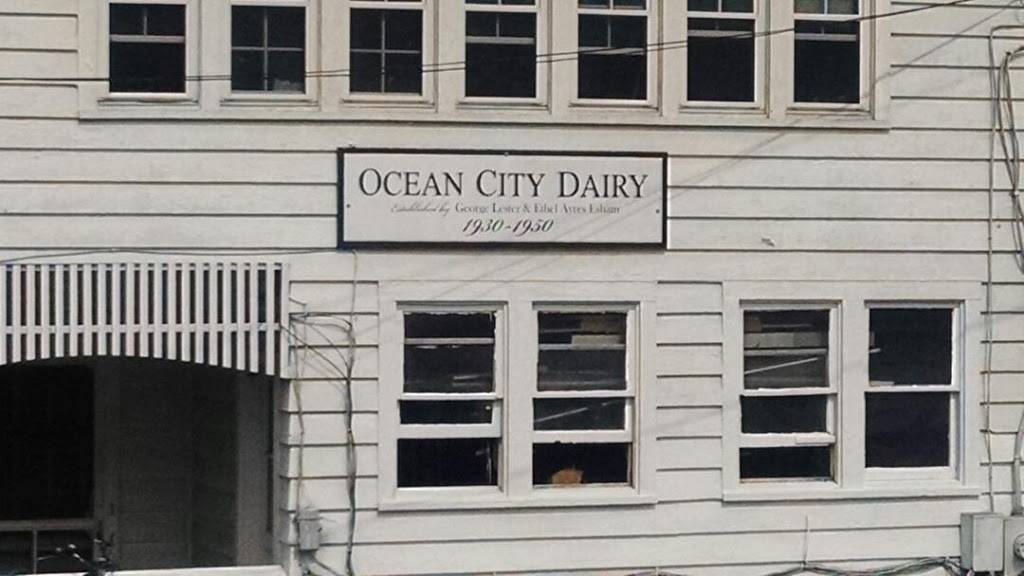 OCEAN CITY DAIRY
Established by George Lester & Ethel Ayres Esham
1930-1950